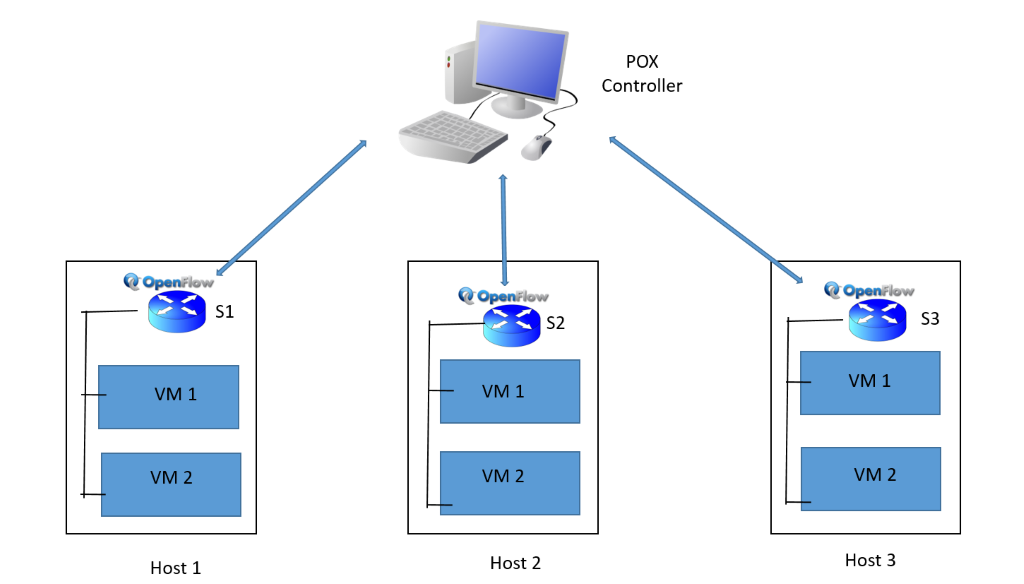 POX
Controller
OpenFlow
S1
VM 1
VM 2
Host 1
OpenFlow
S2
VM 1
VM 2
Host 2
OpenFlow
S3
VM 1
VM 2
Host 3